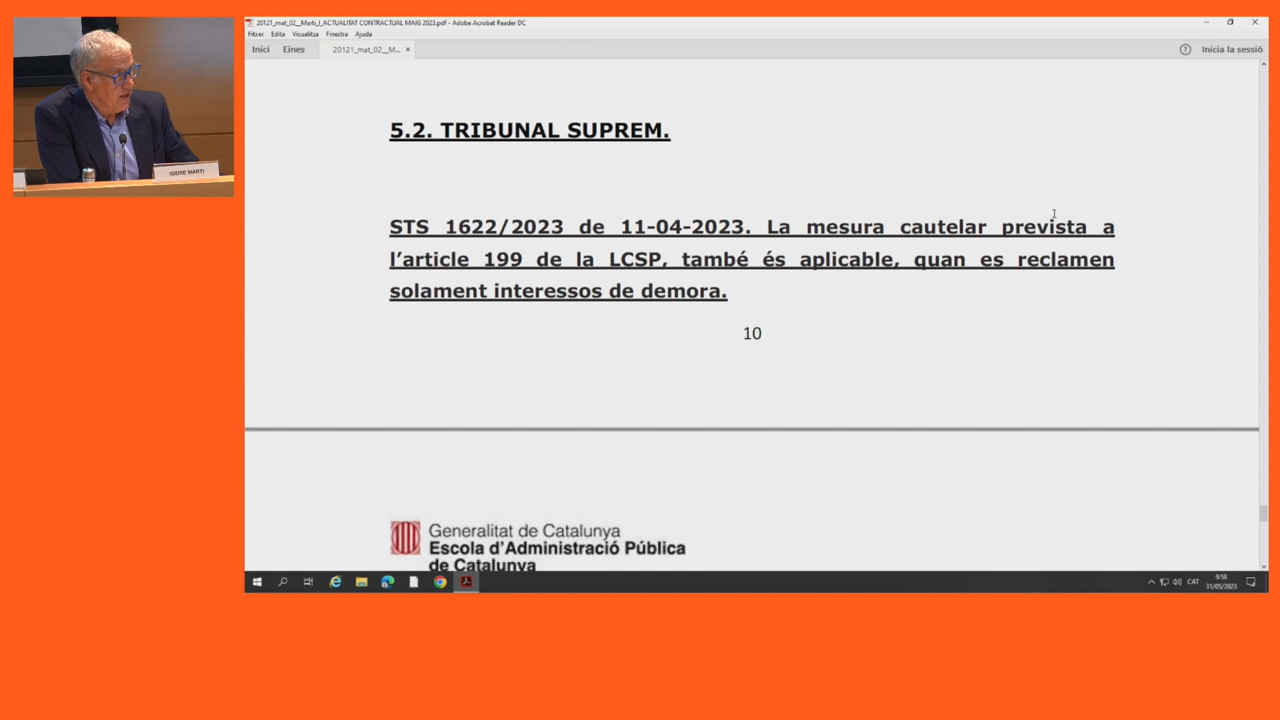 20121_mat_02__Marti_I_ACTUALITAT CONTRACTUAL MAIG 2023.pdf - Adobe Acrobat Reader DC
Fitxer Edita Visualitza Finestra Ajuda
Inici Eines 20121_mat_02__M... × ? Inicia la sessió
5.2. TRIBUNAL SUPREM.
ISIDRE MARTI
STS 1622/2023 de 11-04-2023. La mesura cautelar prevista a
l’article 199 de la LCSP, també és aplicable, quan es reclamen
solament interessos de demora.
10
Generalitat de Catalunya
Escola d’Administració Pública
de Catalunya
CAT
9:58
31/05/2023